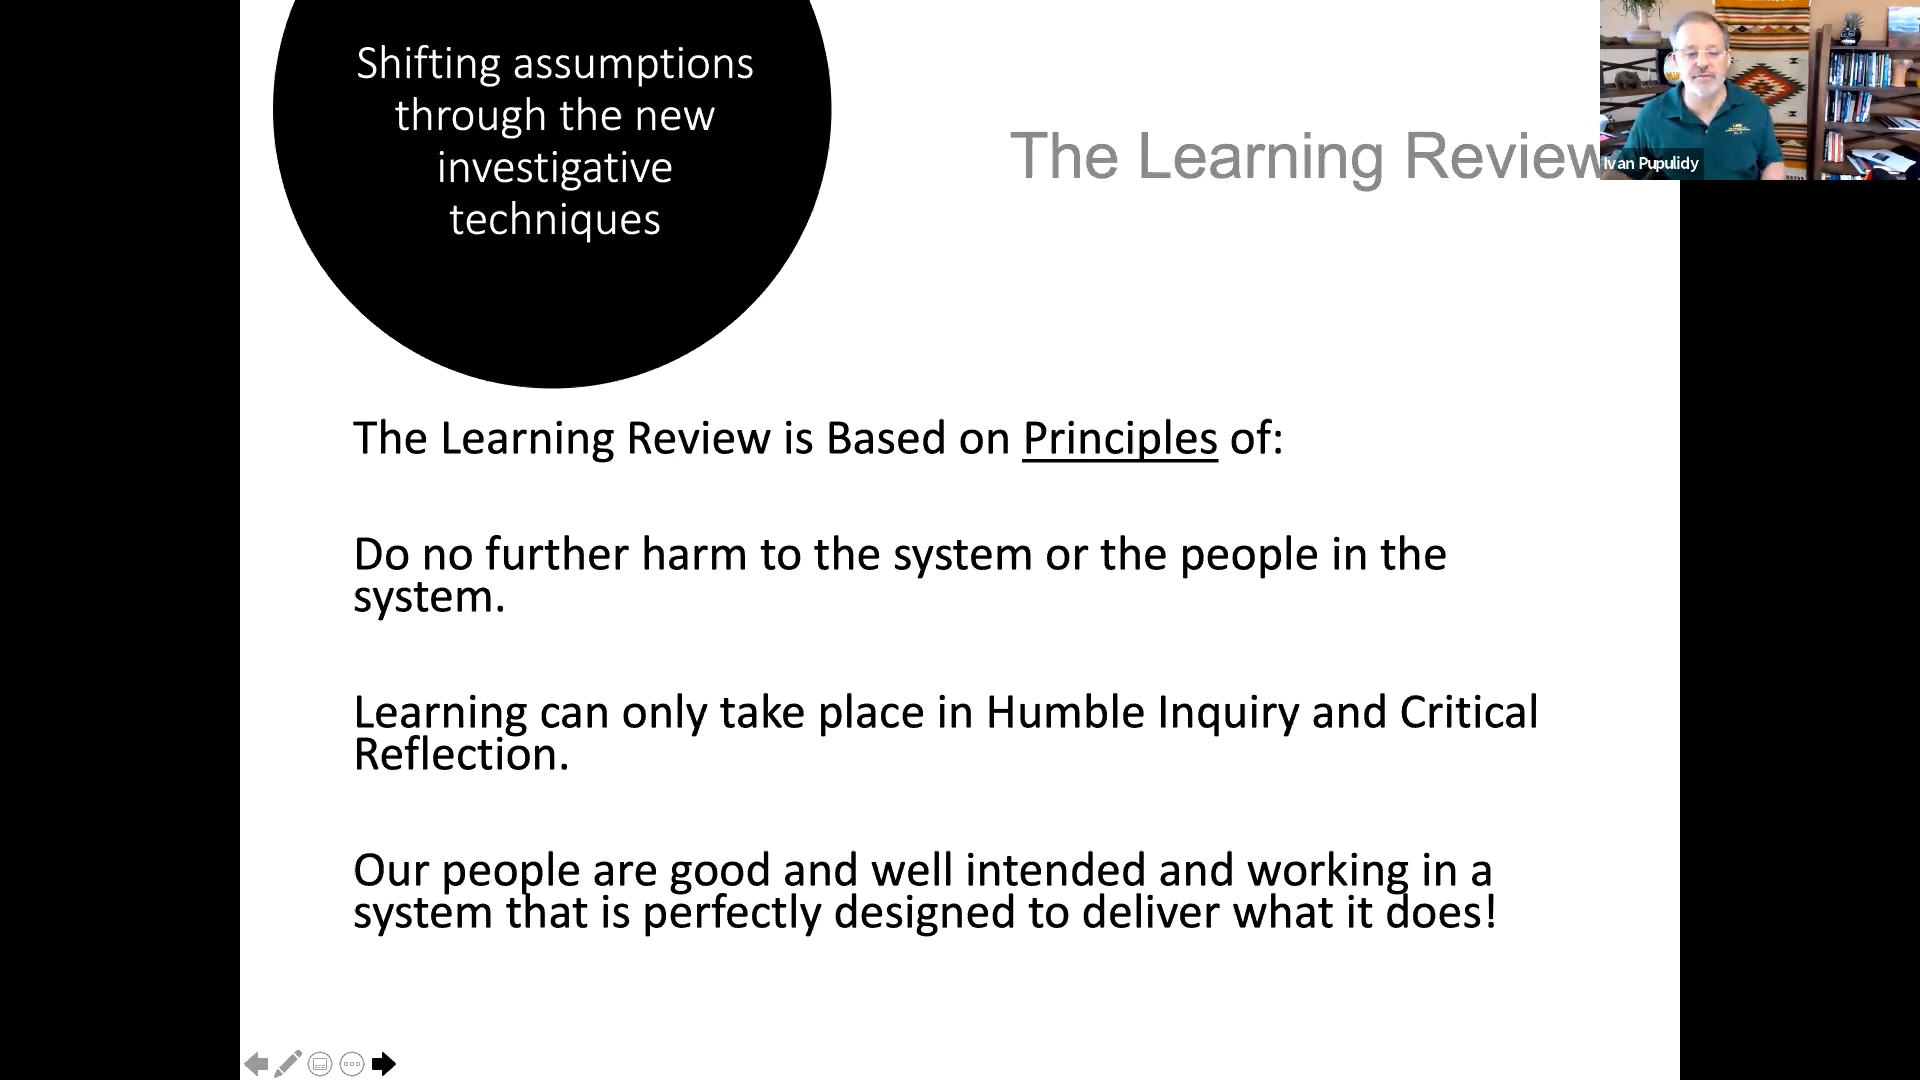 Shifting assumptions
through the new
investigative
techniques
The Learning Review
Ivan Pupulidy
The Learning Review is Based on Principles of:
Do no further harm to the system or the people in the
system.
Learning can only take place in Humble Inquiry and Critical
Reflection.
Our people are good and well intended and working in a
system that is perfectly designed to deliver what it does!